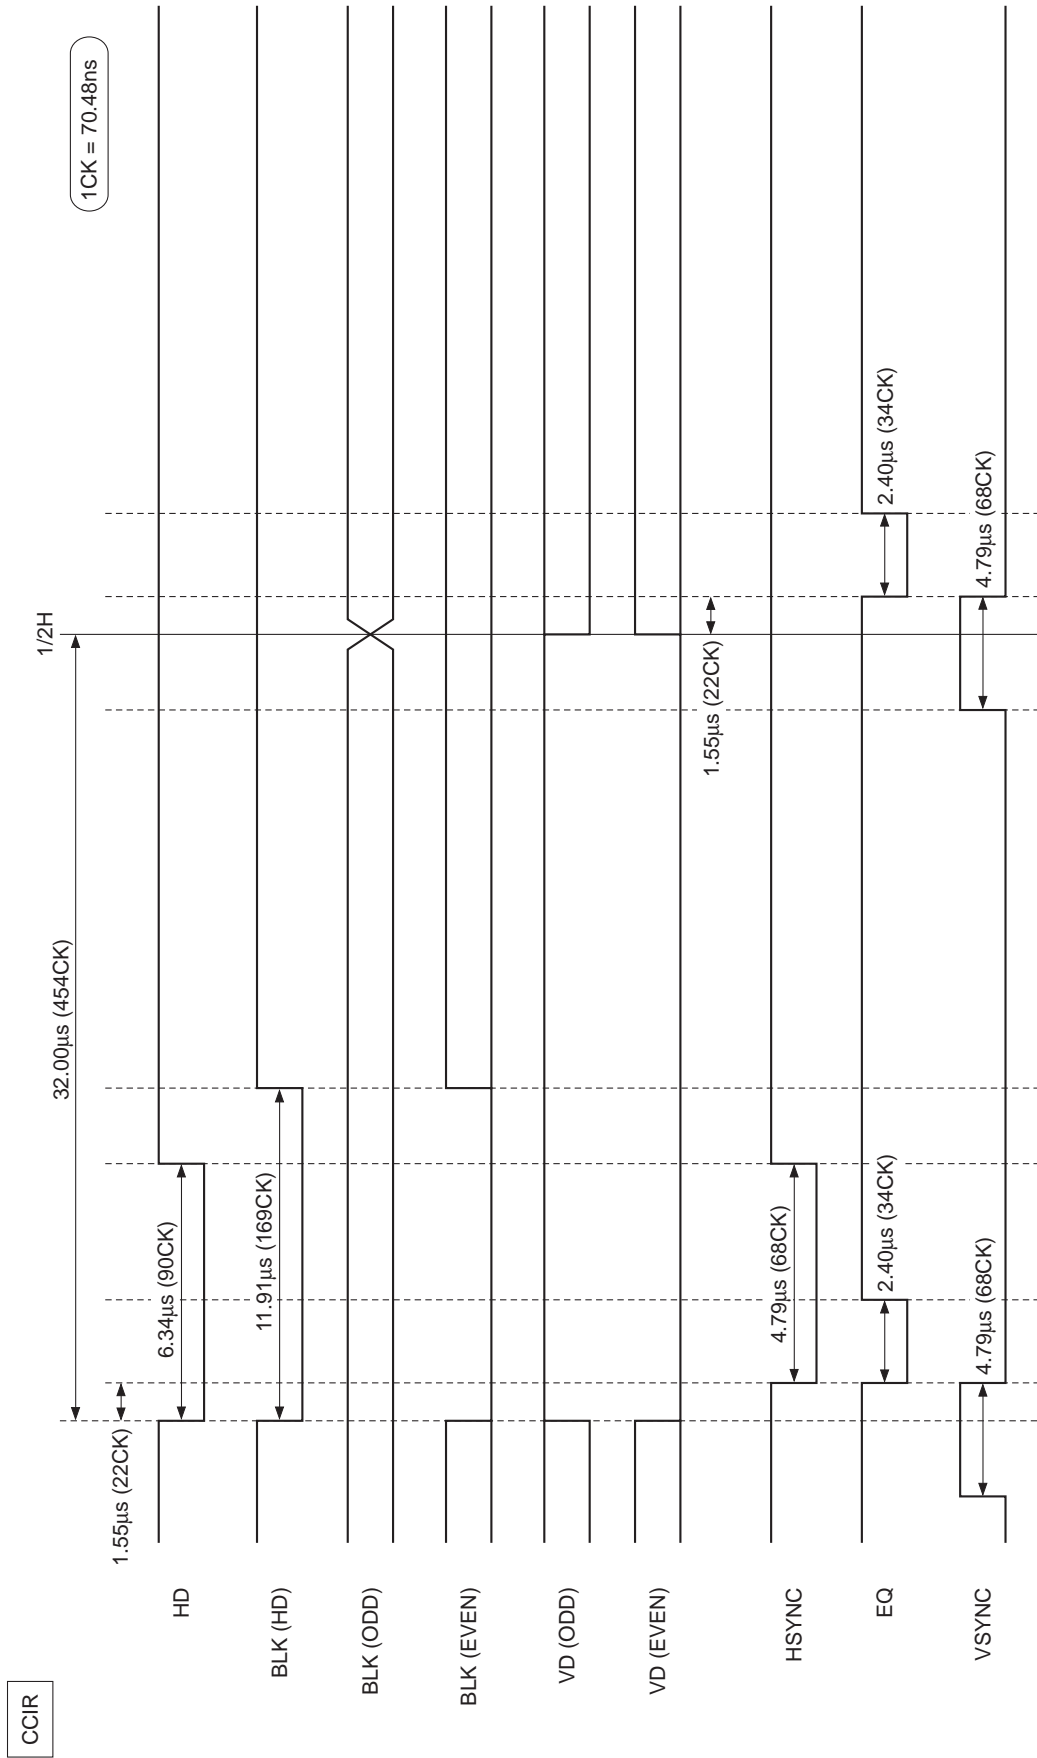 CCIR
1CK = 70.48ns
1/2H
32.00μs (454CK)
1.55μs (22CK)
HD
6.34μs (90CK)
BLK (HD)
11.91μs (169CK)
BLK (ODD)
BLK (EVEN)
VD (ODD)
VD (EVEN)
1.55μs (22CK)
HSYNC
4.79μs (68CK)
EQ
2.40μs (34CK)
2.40μs (34CK)
VSYNC
4.79μs (68CK)
4.79μs (68CK)